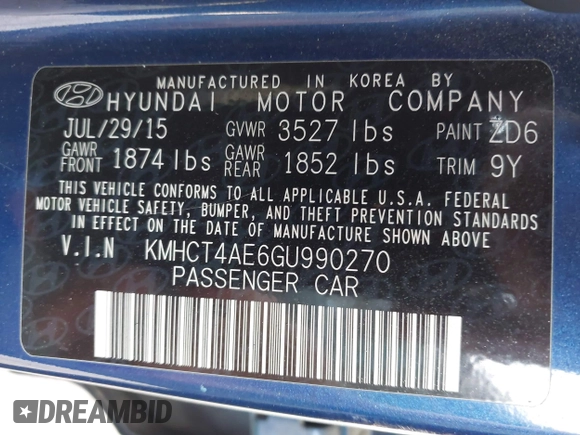 MANUFACTURED IN KOREA BY
HYUNDAI MOTOR COMPANY
JUL/29/15 GVWR 3527 lbs PAINT ZD6
GAWR FRONT 1874 lbs GAWR REAR 1852 lbs TRIM 9Y
THIS VEHICLE CONFORMS TO ALL APPLICABLE U.S.A. FEDERAL
MOTOR VEHICLE SAFETY, BUMPER, AND THEFT PREVENTION STANDARDS
IN EFFECT ON THE DATE OF MANUFACTURE SHOWN ABOVE.
V.I.N KMHCT4AE6GU990270
PASSENGER CAR
DREAMBID